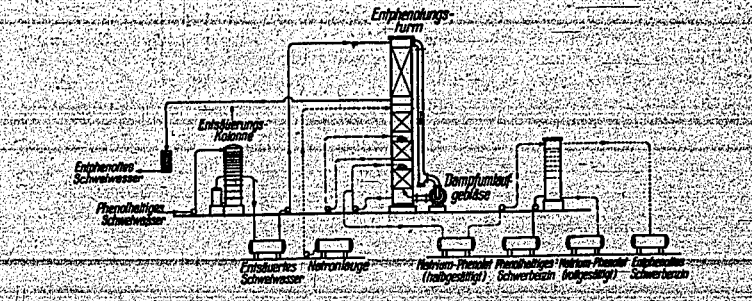 Entphenolungs-
turm
Entsäuerungs-
Kolonne
Entphenoltes
Schwelwasser
Dampfumlauf-
gebläse
Phenolhaltiges
Schwelwasser
Entsäuertes
Schwelwasser
Natronlauge
Natrium-Phenolat
(halbgesättigt)
Phenolhaltiges
Schwerbenzin
Natrium-Phenolat
(vollgesättigt)
Entphenoltes
Schwerbenzin